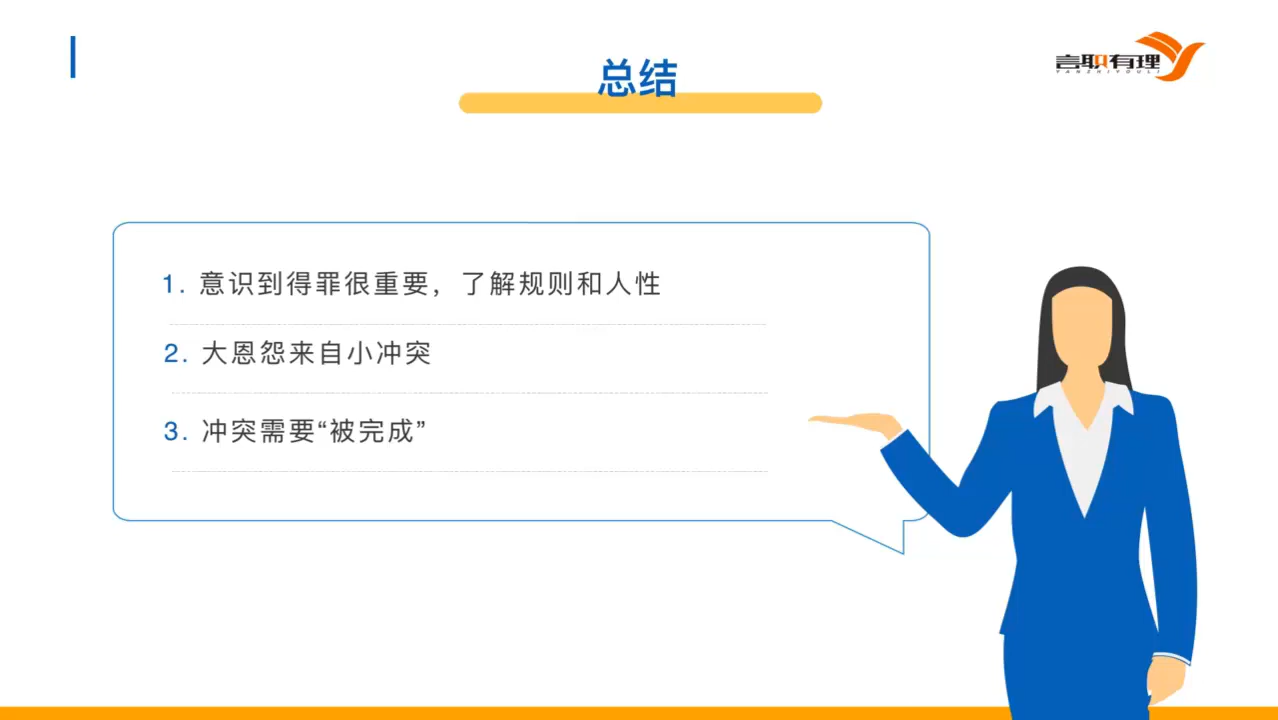 总结
言职有理
YANZHIYOULI
1. 意识到得罪很重要，了解规则和人性
2. 大恩怨来自小冲突
3. 冲突需要“被完成”